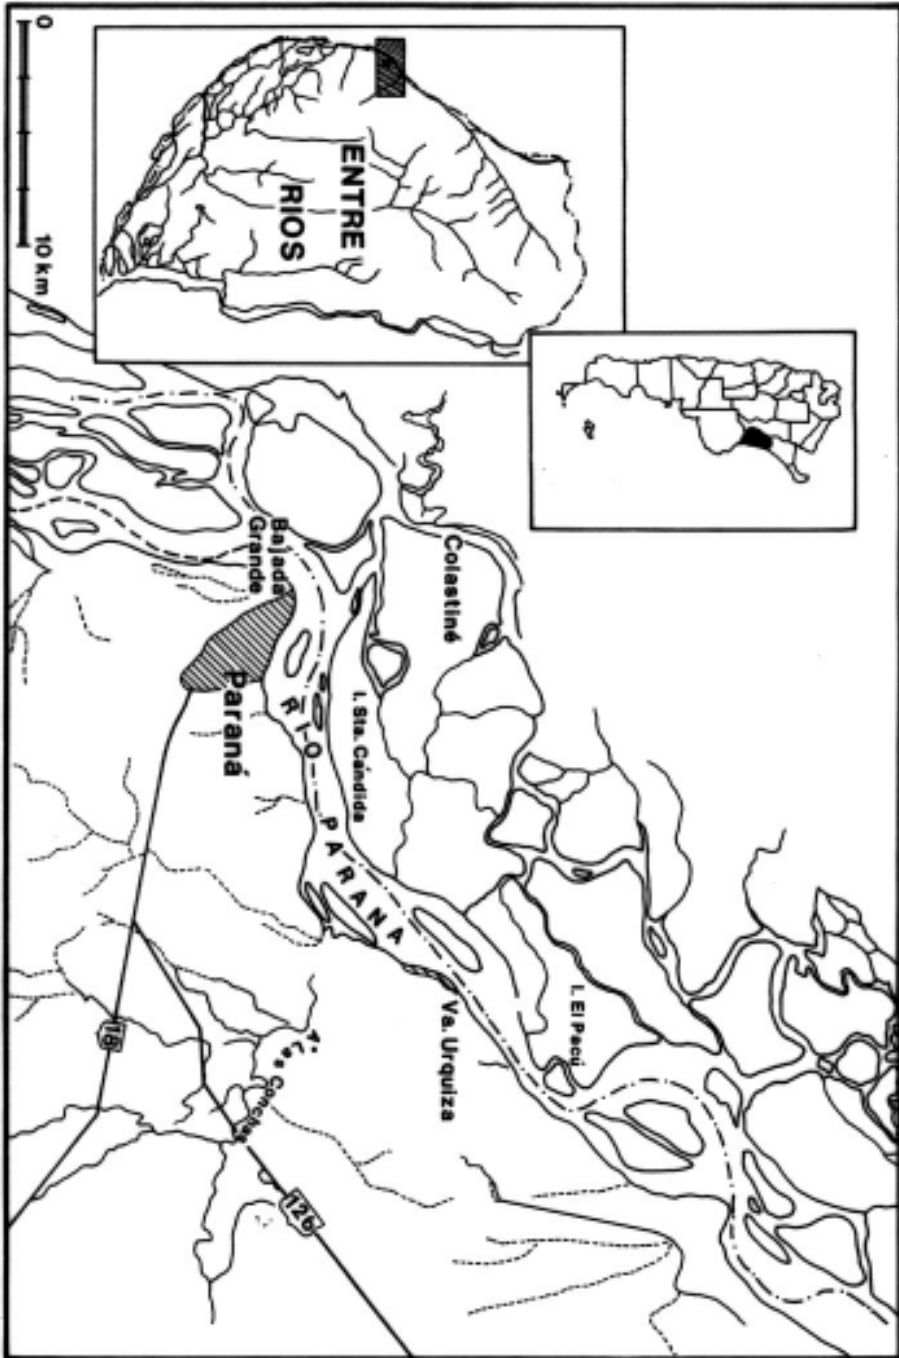 0
10 km
ENTRE
RIOS
Colastiné
Bajada
Grande
Paraná
I. Sta. Cándida
RIO PARANA
I. El Pacú
Va. Urquiza
Aº. Las Conchas
18
126